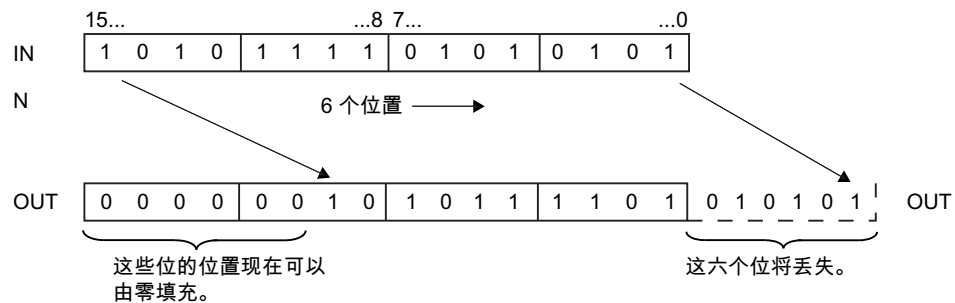 15... ...8 7... ...0
IN 1 0 1 0 1 1 1 1 0 1 0 1 0 1 0 1
N 6 个位置
OUT 0 0 0 0 0 0 1 0 1 0 1 1 1 1 0 1 0 1 0 1 0 1 OUT
这些位的位置现在可以 这六个位将丢失。
由零填充。